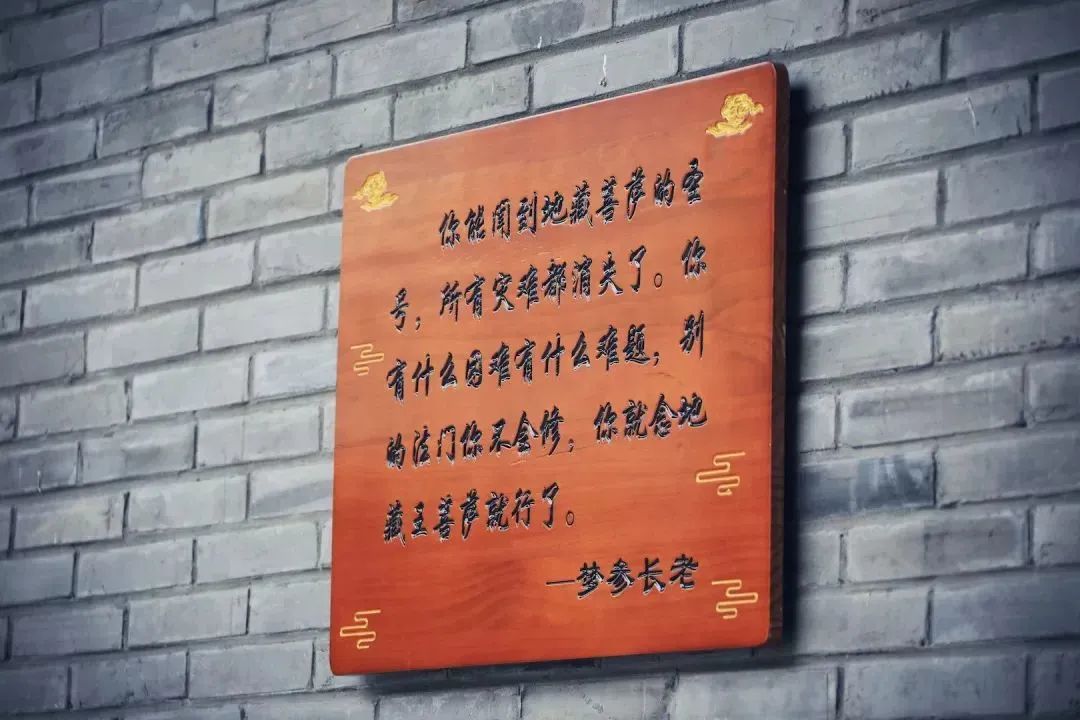 你能闻到地藏菩萨的圣
号，所有灾难都消失了。你
有什么困难有什么难题，别
的法门你不会修，你就念地
藏王菩萨就行了。
—梦参长老